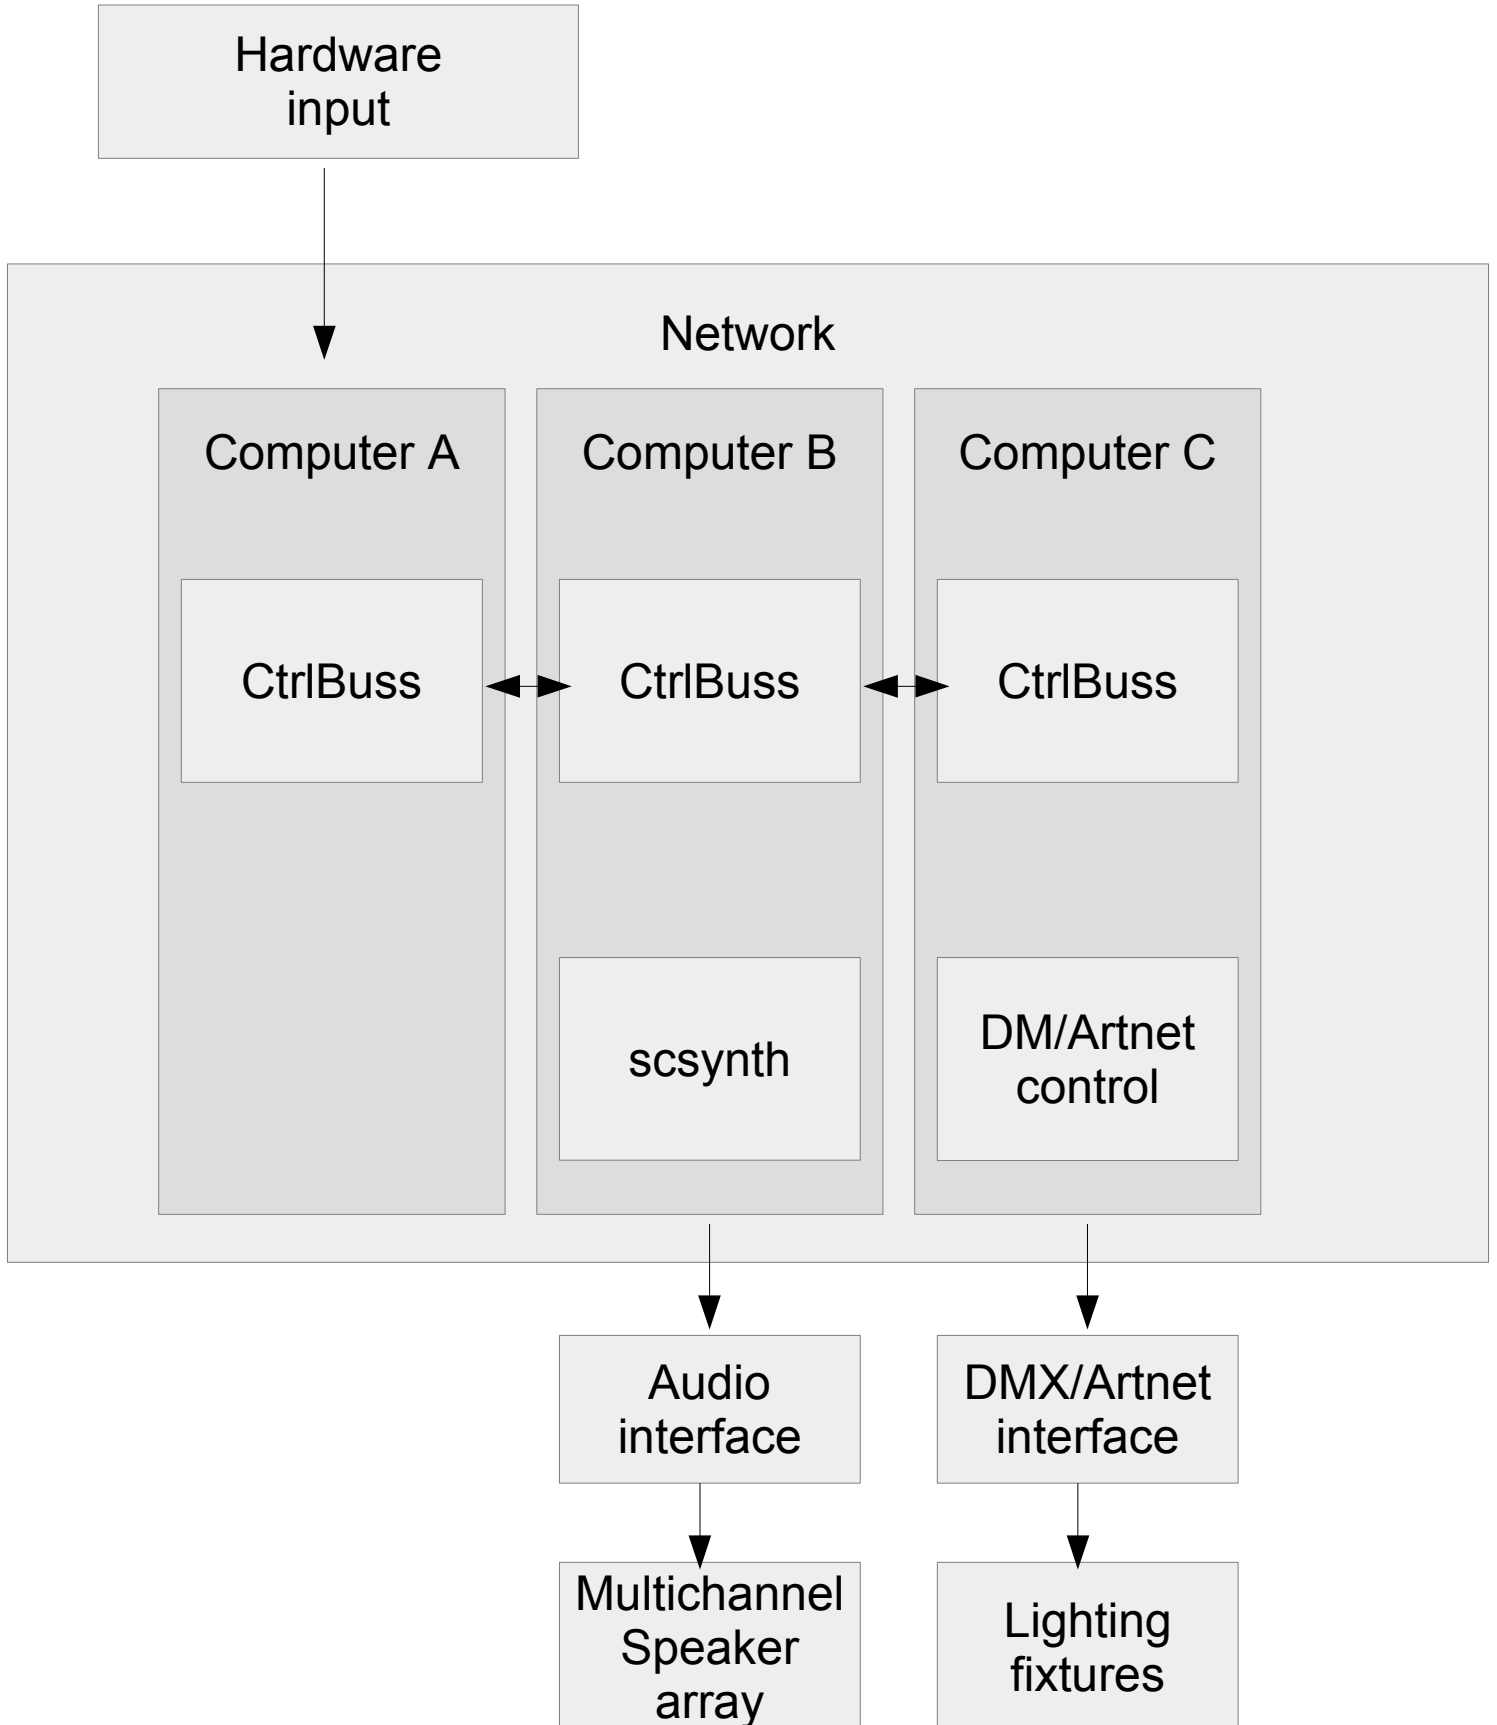 Hardware
input
Network
Computer A
Computer B
Computer C
CtrlBuss
CtrlBuss
CtrlBuss
scsynth
DM/Artnet
control
Audio
interface
DMX/Artnet
interface
Multichannel
Speaker
array
Lighting
fixtures